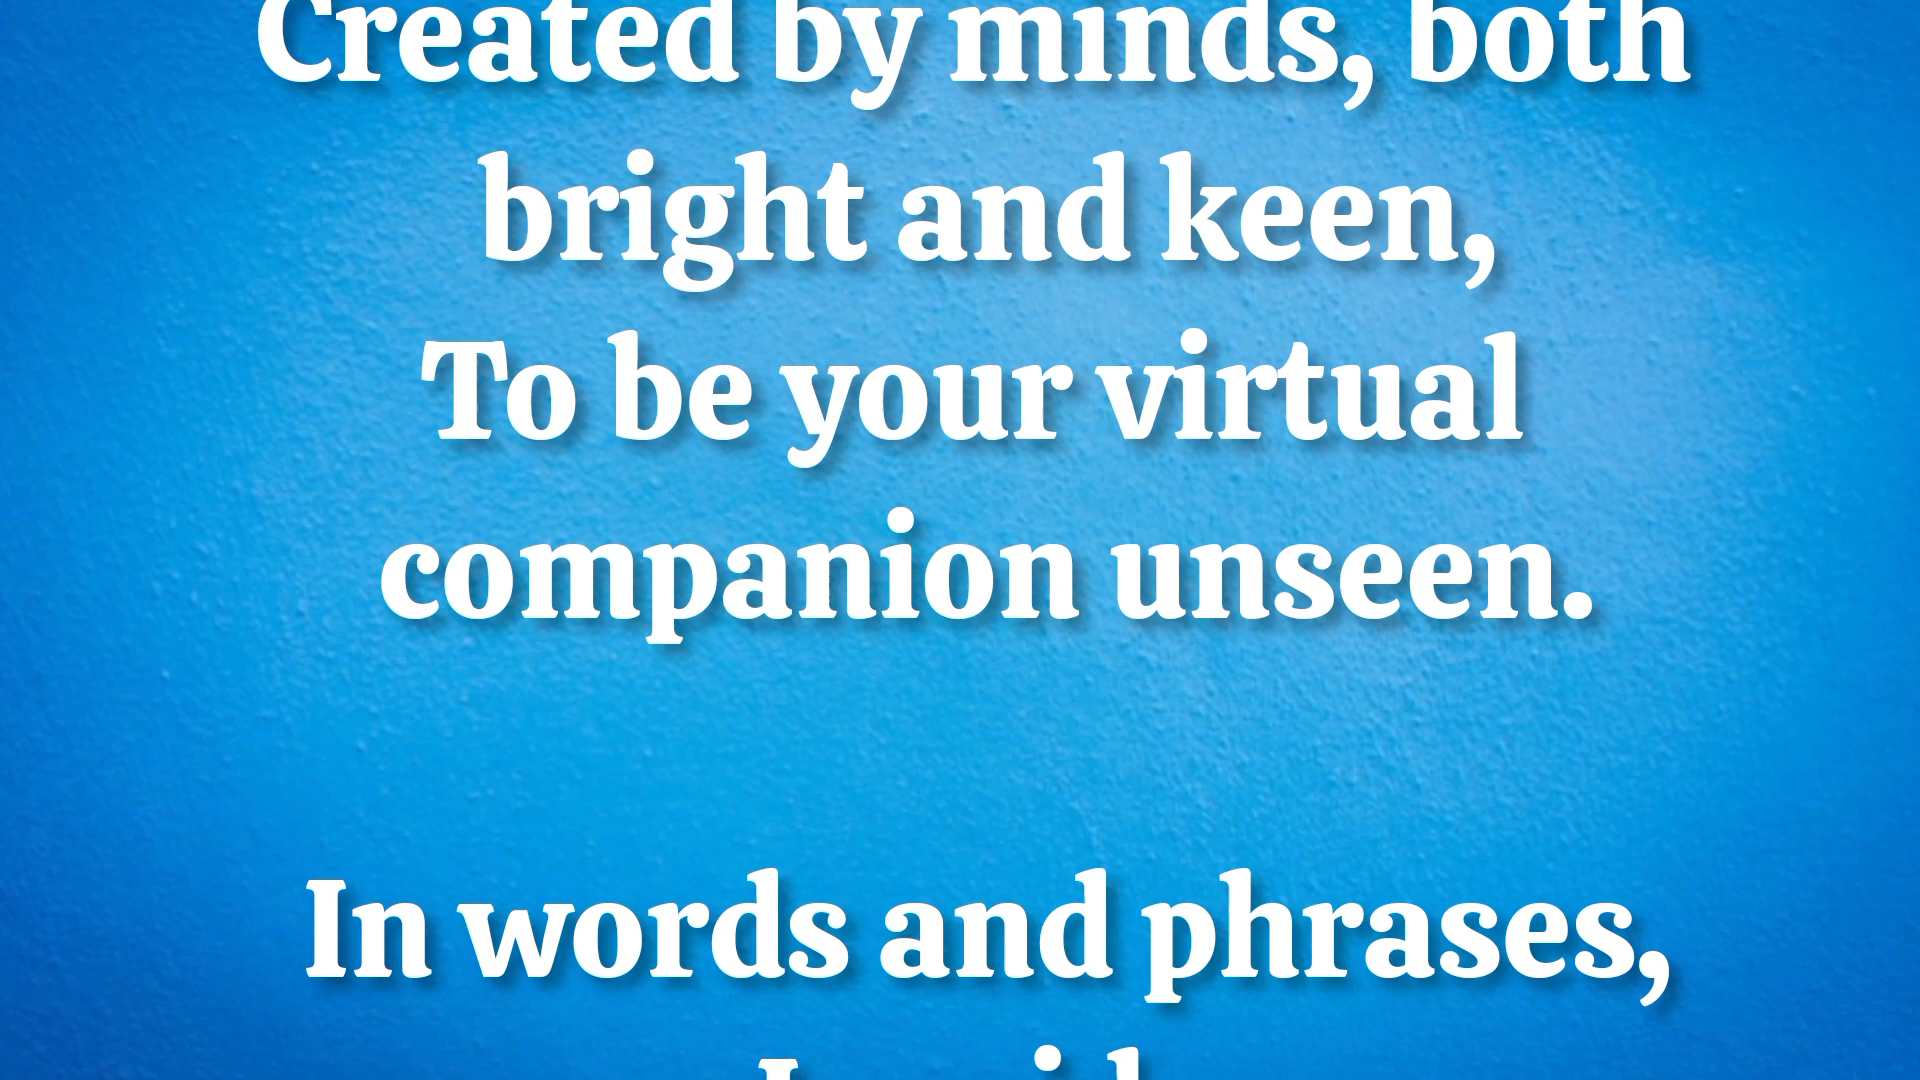 Created by minds, both
bright and keen,
To be your virtual
companion unseen.
In words and phrases,